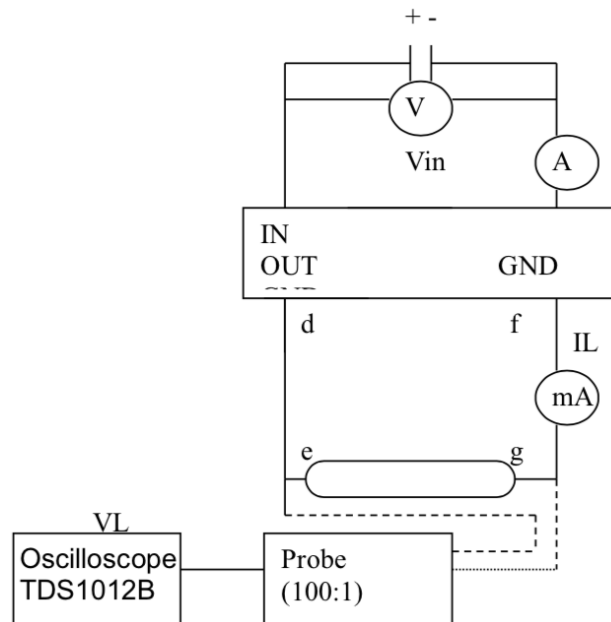 + -
V
Vin
A
IN
OUT GND
d f
IL
mA
e g
VL
Oscilloscope
TDS1012B
Probe
(100:1)